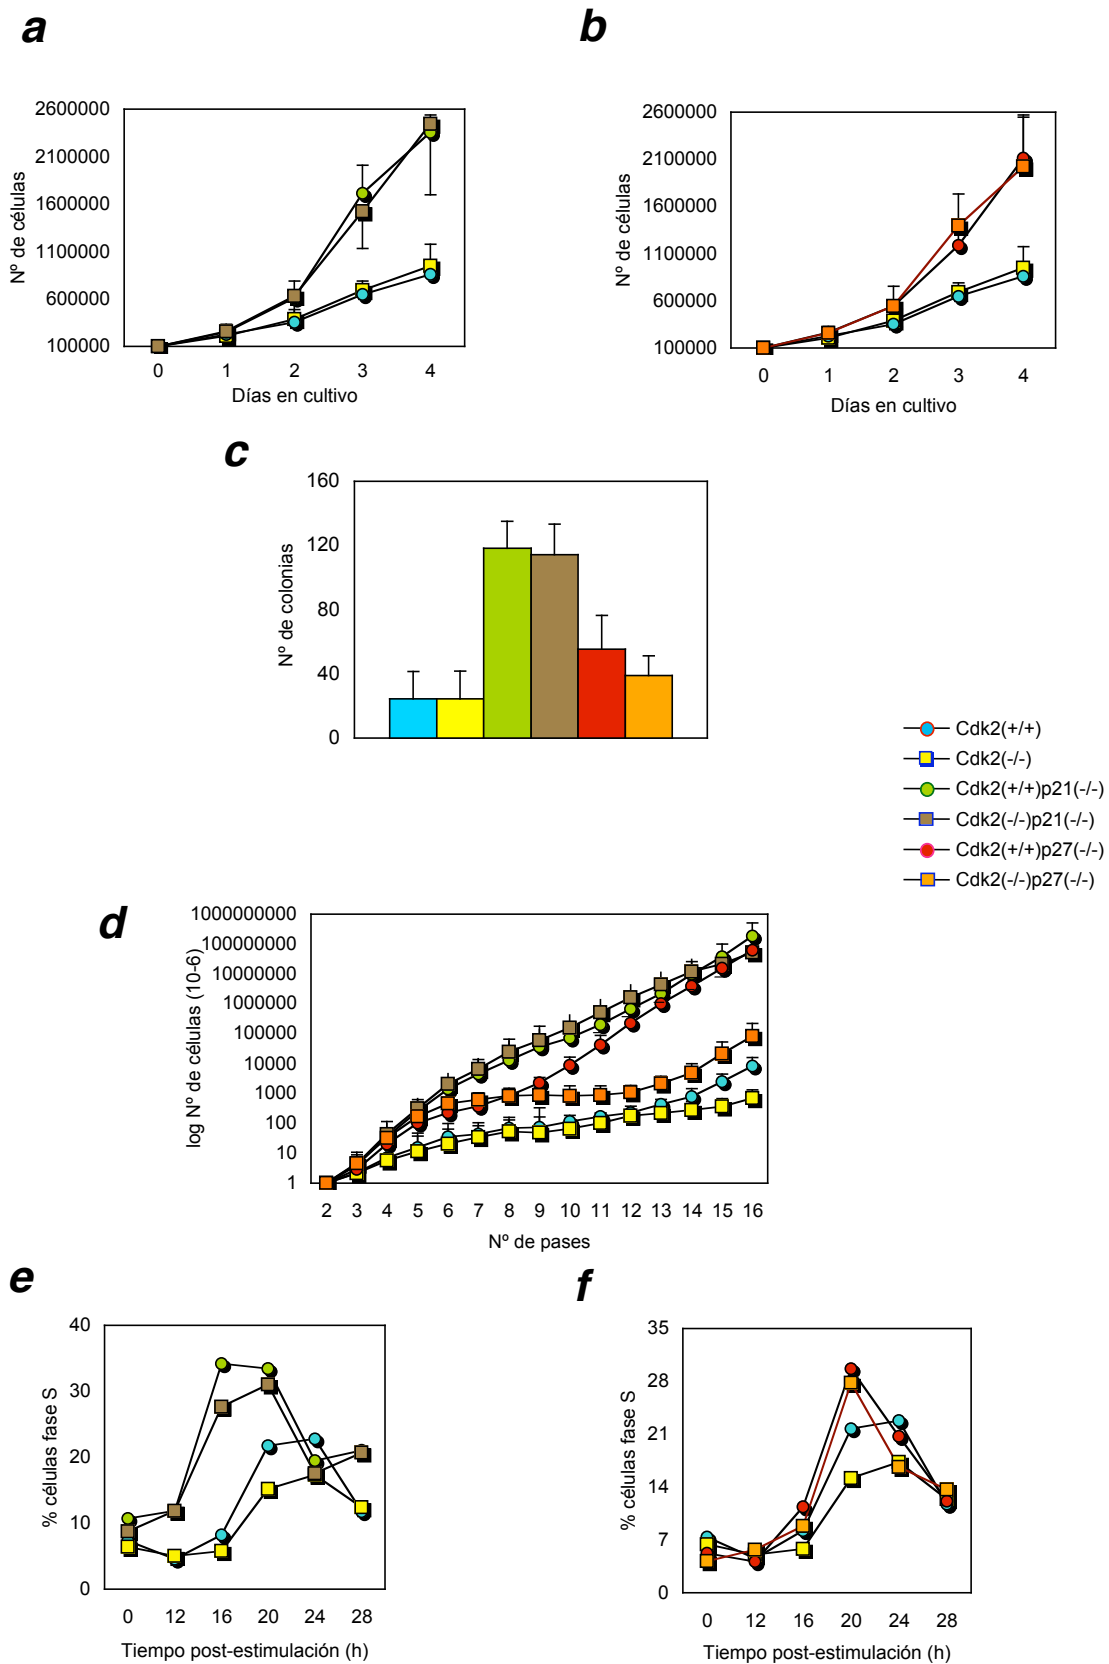 a
b
Nº de células
2600000
2100000
1600000
1100000
600000
100000
0 1 2 3 4
Días en cultivo
Nº de células
2600000
2100000
1600000
1100000
600000
100000
0 1 2 3 4
Días en cultivo
c
Nº de colonias
160
120
80
40
0
Cdk2(+/+)
Cdk2(-/-)
Cdk2(+/+)p21(-/-)
Cdk2(-/-)p21(-/-)
Cdk2(+/+)p27(-/-)
Cdk2(-/-)p27(-/-)
d
log Nº de células (10-6)
1000000000
100000000
10000000
1000000
100000
10000
1000
100
10
1
2 3 4 5 6 7 8 9 10 11 12 13 14 15 16
Nº de pases
e
f
% células fase S
40
30
20
10
0
0 12 16 20 24 28
Tiempo post-estimulación (h)
% células fase S
35
28
21
14
7
0
0 12 16 20 24 28
Tiempo post-estimulación (h)